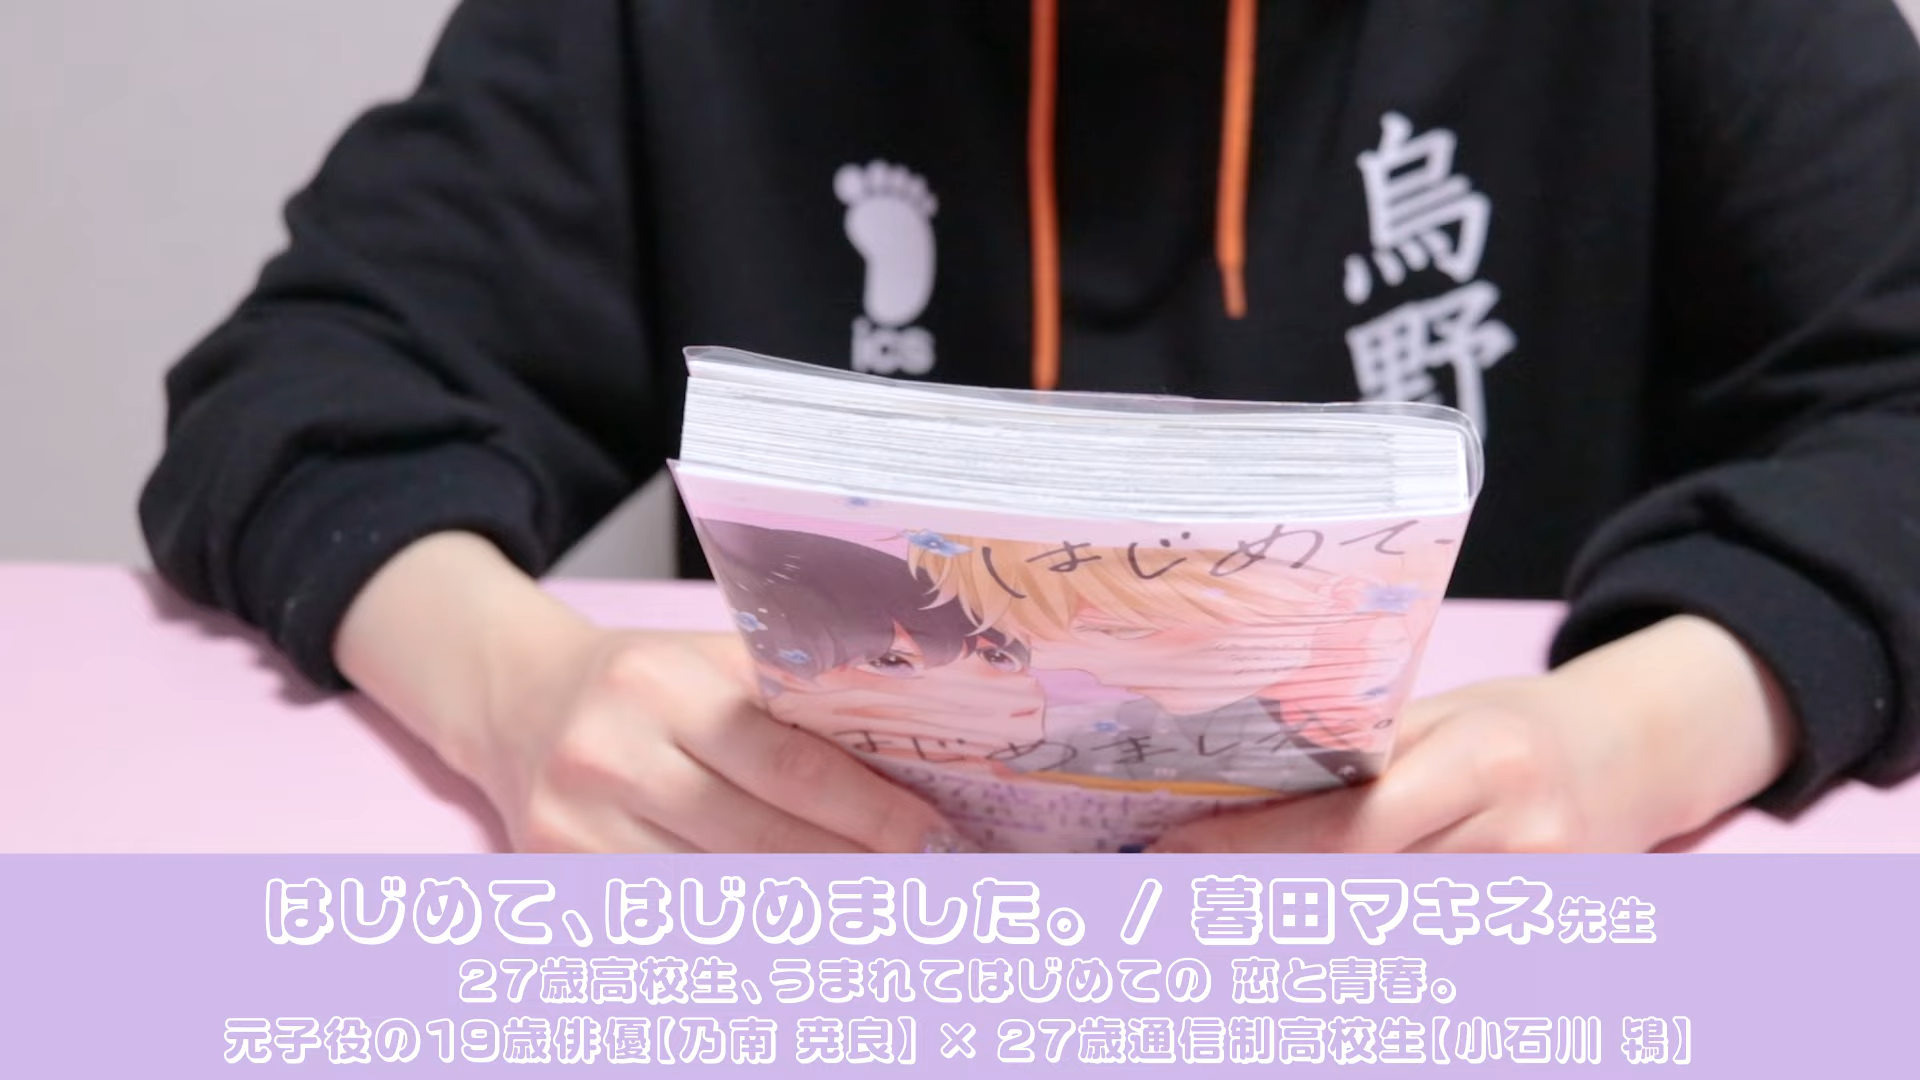 烏野
ics
はじめて、
はじめました。
はじめて、はじめました。 / 暮田マキネ先生
27歳高校生、うまれてはじめての 恋と青春。
元子役の19歳俳優【乃南 尭良】 × 27歳通信制高校生【小石川 鴇】